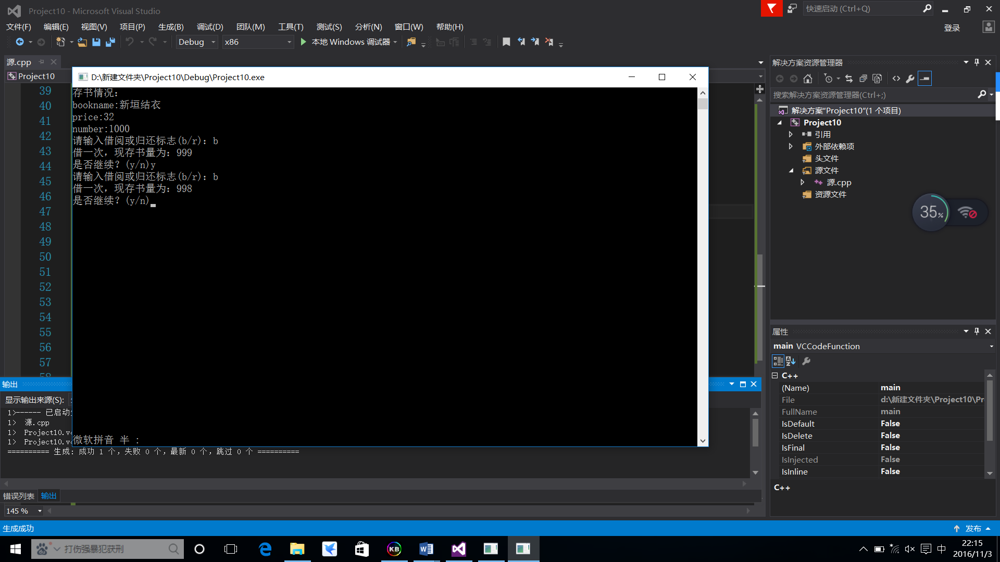 Project10 - Microsoft Visual Studio
快速启动 (Ctrl+Q)
文件(F) 编辑(E) 视图(V) 项目(P) 生成(B) 调试(D) 团队(M) 工具(T) 测试(S) 分析(N) 窗口(W) 帮助(H)
登录
Debug x86 本地 Windows 调试器
源.cpp
Project10
D:\新建文件夹\Project10\Debug\Project10.exe
存书情况：
bookname:新垣结衣
price:32
number:1000
请输入借阅或归还标志(b/r)：b
借一次，现存书量为：999
是否继续？(y/n)y
请输入借阅或归还标志(b/r)：b
借一次，现存书量为：998
是否继续？(y/n)
微软拼音 半 :
39
40
41
42
43
44
45
46
47
48
49
50
51
52
53
54
55
56
57
58
输出
显示输出来源(S):
1>------ 已启动
1> 源.cpp
1> Project10.v
1> Project10.v
========== 生成: 成功 1 个，失败 0 个，最新 0 个，跳过 0 个 ==========
错误列表 输出
145 %
解决方案资源管理器
搜索解决方案资源管理器(Ctrl+;)
解决方案"Project10"(1 个项目)
Project10
引用
外部依赖项
头文件
源文件
源.cpp
资源文件
35%
属性
main VCCodeFunction
C++
(Name) main
File d:\新建文件夹\Project10\Pr
FullName main
IsDefault False
IsDelete False
IsFinal False
IsInjected False
IsInline False
C++
生成成功
发布
打伤强暴犯获刑
KB
中
22:15
2016/11/3